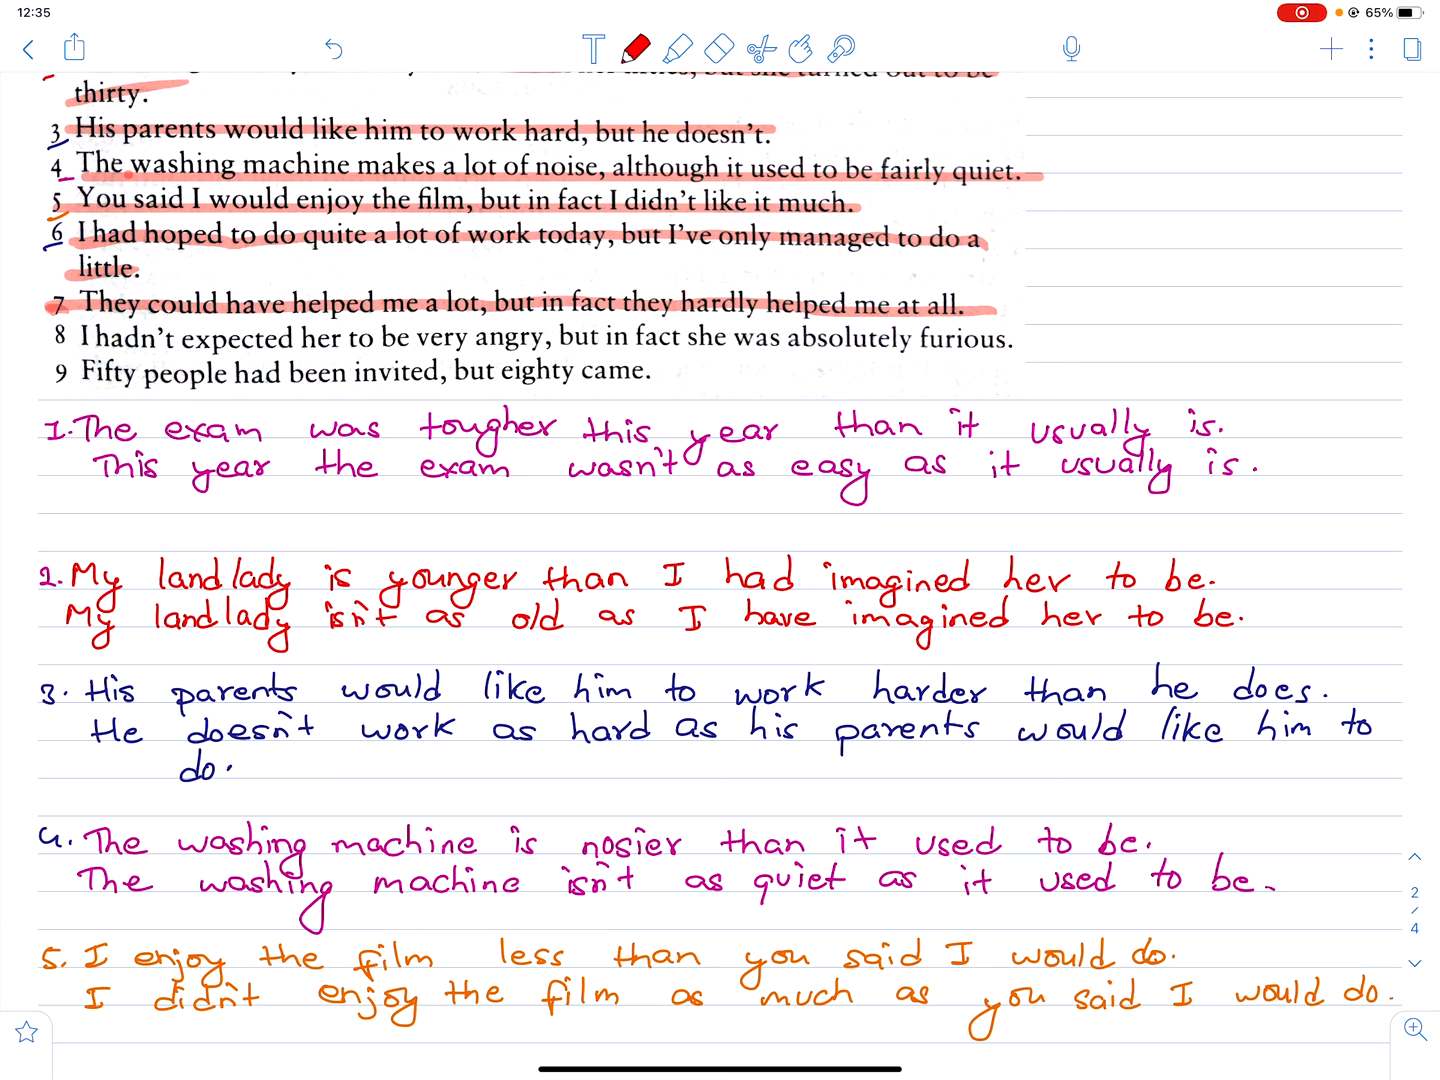 12:35
65%
thirty.
3 His parents would like him to work hard, but he doesn't.
4 The washing machine makes a lot of noise, although it used to be fairly quiet.
5 You said I would enjoy the film, but in fact I didn't like it much.
6 I had hoped to do quite a lot of work today, but I've only managed to do a
little.
7 They could have helped me a lot, but in fact they hardly helped me at all.
8 I hadn't expected her to be very angry, but in fact she was absolutely furious.
9 Fifty people had been invited, but eighty came.
1. The exam was tougher this year than it usually is.
This year the exam wasn't as easy as it usually is.
2. My landlady is younger than I had imagined her to be.
My landlady isn't as old as I have imagined her to be.
3. His parents would like him to work harder than he does.
He doesn't work as hard as his parents would like him to
do.
4. The washing machine is nosier than it used to be.
The washing machine isn't as quiet as it used to be.
5. I enjoy the film less than you said I would do.
I didn't enjoy the film as much as you said I would do.
2
/
4